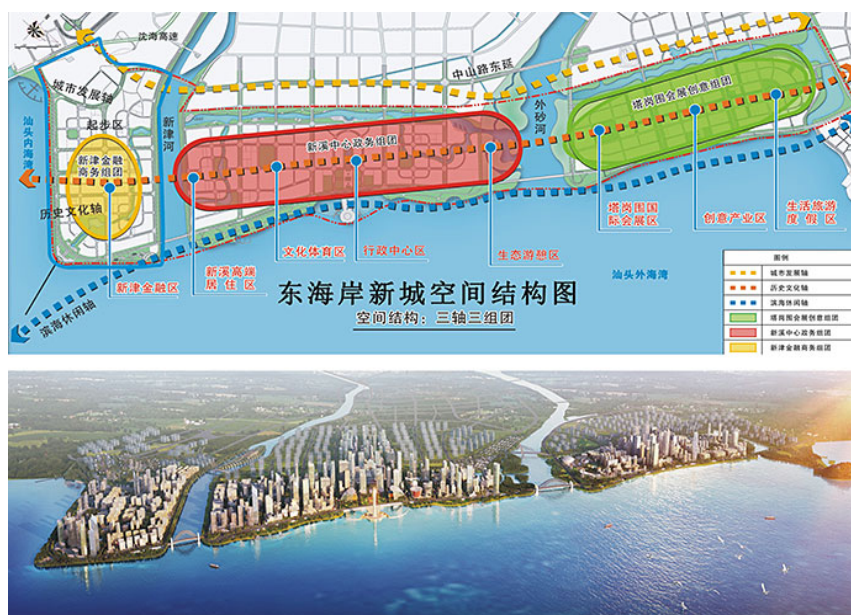 沈海高速
中山路东延
城市发展轴
塔岗围会展创意组团
外砂河
起步区
新津河
汕头内海湾
新溪中心政务组团
新津金融
商务组团
历史文化轴
塔岗围国
际会展区
创意产业区
生活旅游
度假区
文化体育区
行政中心区
生态游憩区
新溪高端
居住区
新津金融区
汕头外海湾
滨海休闲轴
东海岸新城空间结构图
空间结构：三轴三组团
图例
城市发展轴
历史文化轴
滨海休闲轴
塔岗围会展创意组团
新溪中心政务组团
新津金融商务组团